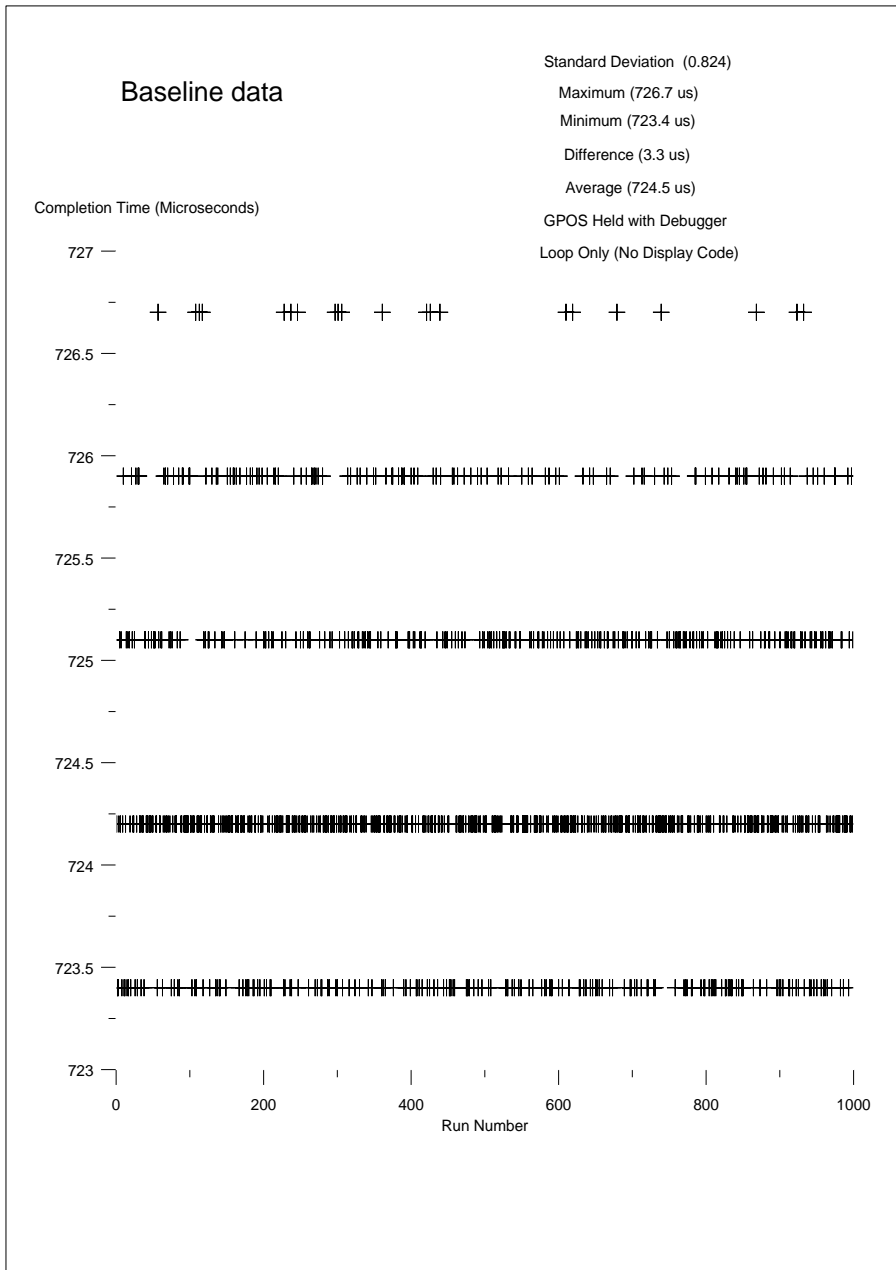 Baseline data
Standard Deviation (0.824)
Maximum (726.7 us)
Minimum (723.4 us)
Difference (3.3 us)
Average (724.5 us)
GPOS Held with Debugger
Loop Only (No Display Code)
Completion Time (Microseconds)
727
726.5
726
725.5
725
724.5
724
723.5
723
0 200 400 600 800 1000
Run Number